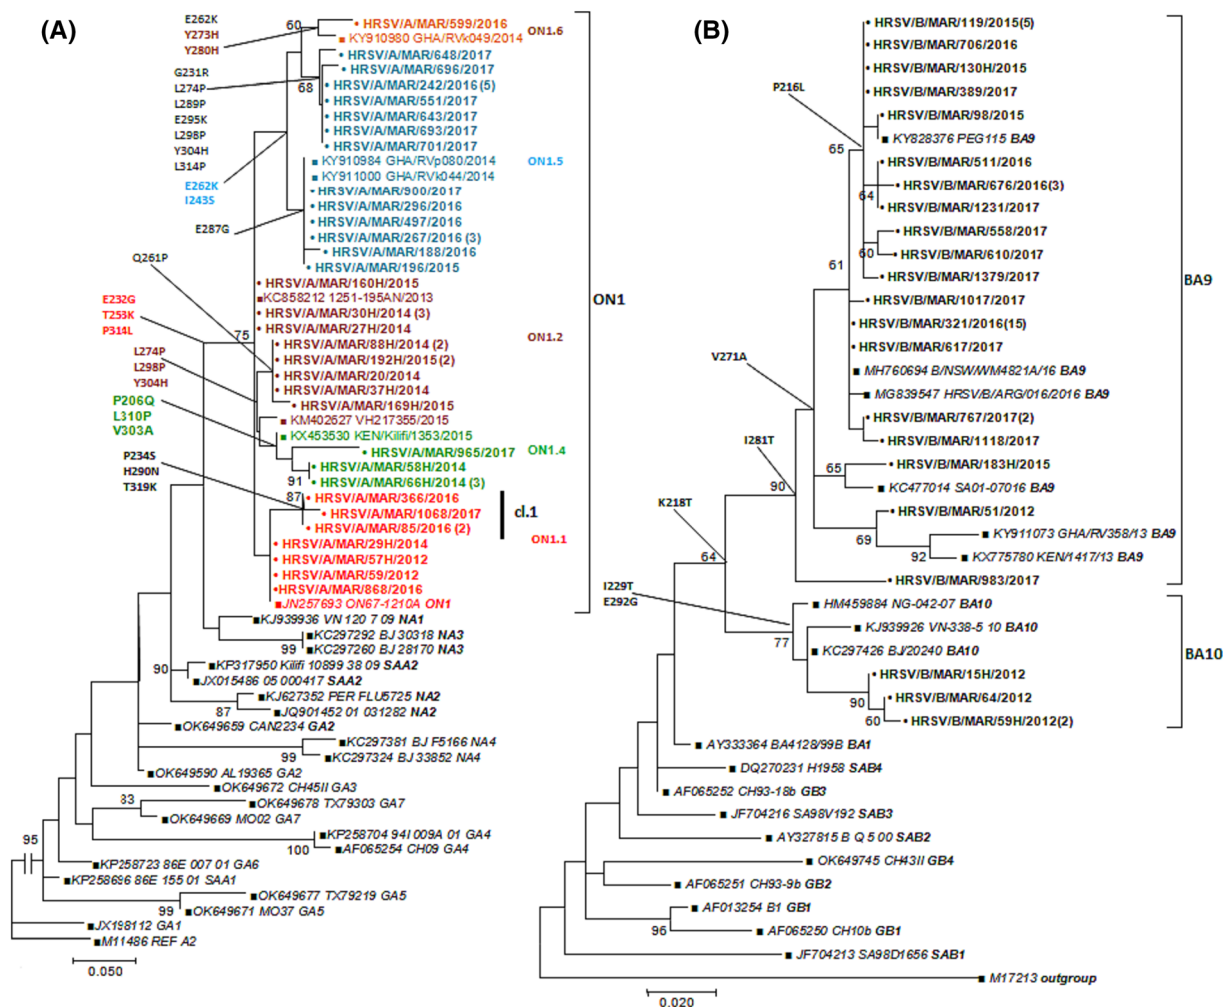 (A)
E262K
Y273H
Y280H
G231R
L274P
L289P
E295K
L298P
Y304H
L314P
E262K
I243S
E287G
Q261P
E232G
T253K
P314L
L274P
L298P
Y304H
P206Q
L310P
V303A
P234S
H290N
T319K
60
68
75
91
87
99
90
87
99
83
100
95
99
HRSV/A/MAR/599/2016
KY910980 GHA/RVk049/2014
HRSV/A/MAR/648/2017
HRSV/A/MAR/696/2017
HRSV/A/MAR/242/2016 (5)
HRSV/A/MAR/551/2017
HRSV/A/MAR/643/2017
HRSV/A/MAR/693/2017
HRSV/A/MAR/701/2017
KY910984 GHA/RVp080/2014
KY911000 GHA/RVk044/2014
HRSV/A/MAR/900/2017
HRSV/A/MAR/296/2016
HRSV/A/MAR/497/2016
HRSV/A/MAR/267/2016 (3)
HRSV/A/MAR/188/2016
HRSV/A/MAR/196/2015
HRSV/A/MAR/160H/2015
KC858212 1251-195AN/2013
HRSV/A/MAR/30H/2014 (3)
HRSV/A/MAR/27H/2014
HRSV/A/MAR/88H/2014 (2)
HRSV/A/MAR/192H/2015 (2)
HRSV/A/MAR/20/2014
HRSV/A/MAR/37H/2014
HRSV/A/MAR/169H/2015
KM402627 VH217355/2015
KX453530 KEN/Kilifi/1353/2015
HRSV/A/MAR/965/2017
HRSV/A/MAR/58H/2014
HRSV/A/MAR/66H/2014 (3)
HRSV/A/MAR/366/2016
HRSV/A/MAR/1068/2017
HRSV/A/MAR/85/2016 (2)
HRSV/A/MAR/29H/2014
HRSV/A/MAR/57H/2012
HRSV/A/MAR/59/2012
HRSV/A/MAR/868/2016
JN257693 ON67-1210A ON1
KJ939936 VN 120 7 09 NA1
KC297292 BJ 30318 NA3
KC297260 BJ 28170 NA3
KP317950 Kilifi 10899 38 09 SAA2
JX015486 05 000417 SAA2
KJ627352 PER FLU5725 NA2
JQ901452 01 031282 NA2
OK649659 CAN2234 GA2
KC297381 BJ F5166 NA4
KC297324 BJ 33852 NA4
OK649590 AL19365 GA2
OK649672 CH45II GA3
OK649678 TX79303 GA7
OK649669 MO02 GA7
KP258704 94I 009A 01 GA4
AF065254 CH09 GA4
KP258723 86E 007 01 GA6
KP258696 86E 155 01 SAA1
OK649677 TX79219 GA5
OK649671 MO37 GA5
JX198112 GA1
M11486 REF A2
0.050
ON1.6
ON1.5
ON1.2
ON1.4
cl.1
ON1.1
ON1
(B)
P216L
V271A
I281T
K218T
I229T
E292G
65
64
60
61
65
90
69
92
64
77
90
60
96
HRSV/B/MAR/119/2015(5)
HRSV/B/MAR/706/2016
HRSV/B/MAR/130H/2015
HRSV/B/MAR/389/2017
HRSV/B/MAR/98/2015
KY828376 PEG115 BA9
HRSV/B/MAR/511/2016
HRSV/B/MAR/676/2016(3)
HRSV/B/MAR/1231/2017
HRSV/B/MAR/558/2017
HRSV/B/MAR/610/2017
HRSV/B/MAR/1379/2017
HRSV/B/MAR/1017/2017
HRSV/B/MAR/321/2016(15)
HRSV/B/MAR/617/2017
MH760694 B/NSW/WM4821A/16 BA9
MG839547 HRSV/B/ARG/016/2016 BA9
HRSV/B/MAR/767/2017(2)
HRSV/B/MAR/1118/2017
HRSV/B/MAR/183H/2015
KC477014 SA01-07016 BA9
HRSV/B/MAR/51/2012
KY911073 GHA/RV358/13 BA9
KX775780 KEN/1417/13 BA9
HRSV/B/MAR/983/2017
HM459884 NG-042-07 BA10
KJ939926 VN-338-5 10 BA10
KC297426 BJ/20240 BA10
HRSV/B/MAR/15H/2012
HRSV/B/MAR/64/2012
HRSV/B/MAR/59H/2012(2)
AY333364 BA4128/99B BA1
DQ270231 H1958 SAB4
AF065252 CH93-18b GB3
JF704216 SA98V192 SAB3
AY327815 B Q 5 00 SAB2
OK649745 CH43II GB4
AF065251 CH93-9b GB2
AF013254 B1 GB1
AF065250 CH10b GB1
JF704213 SA98D1656 SAB1
M17213 outgroup
0.020
BA9
BA10